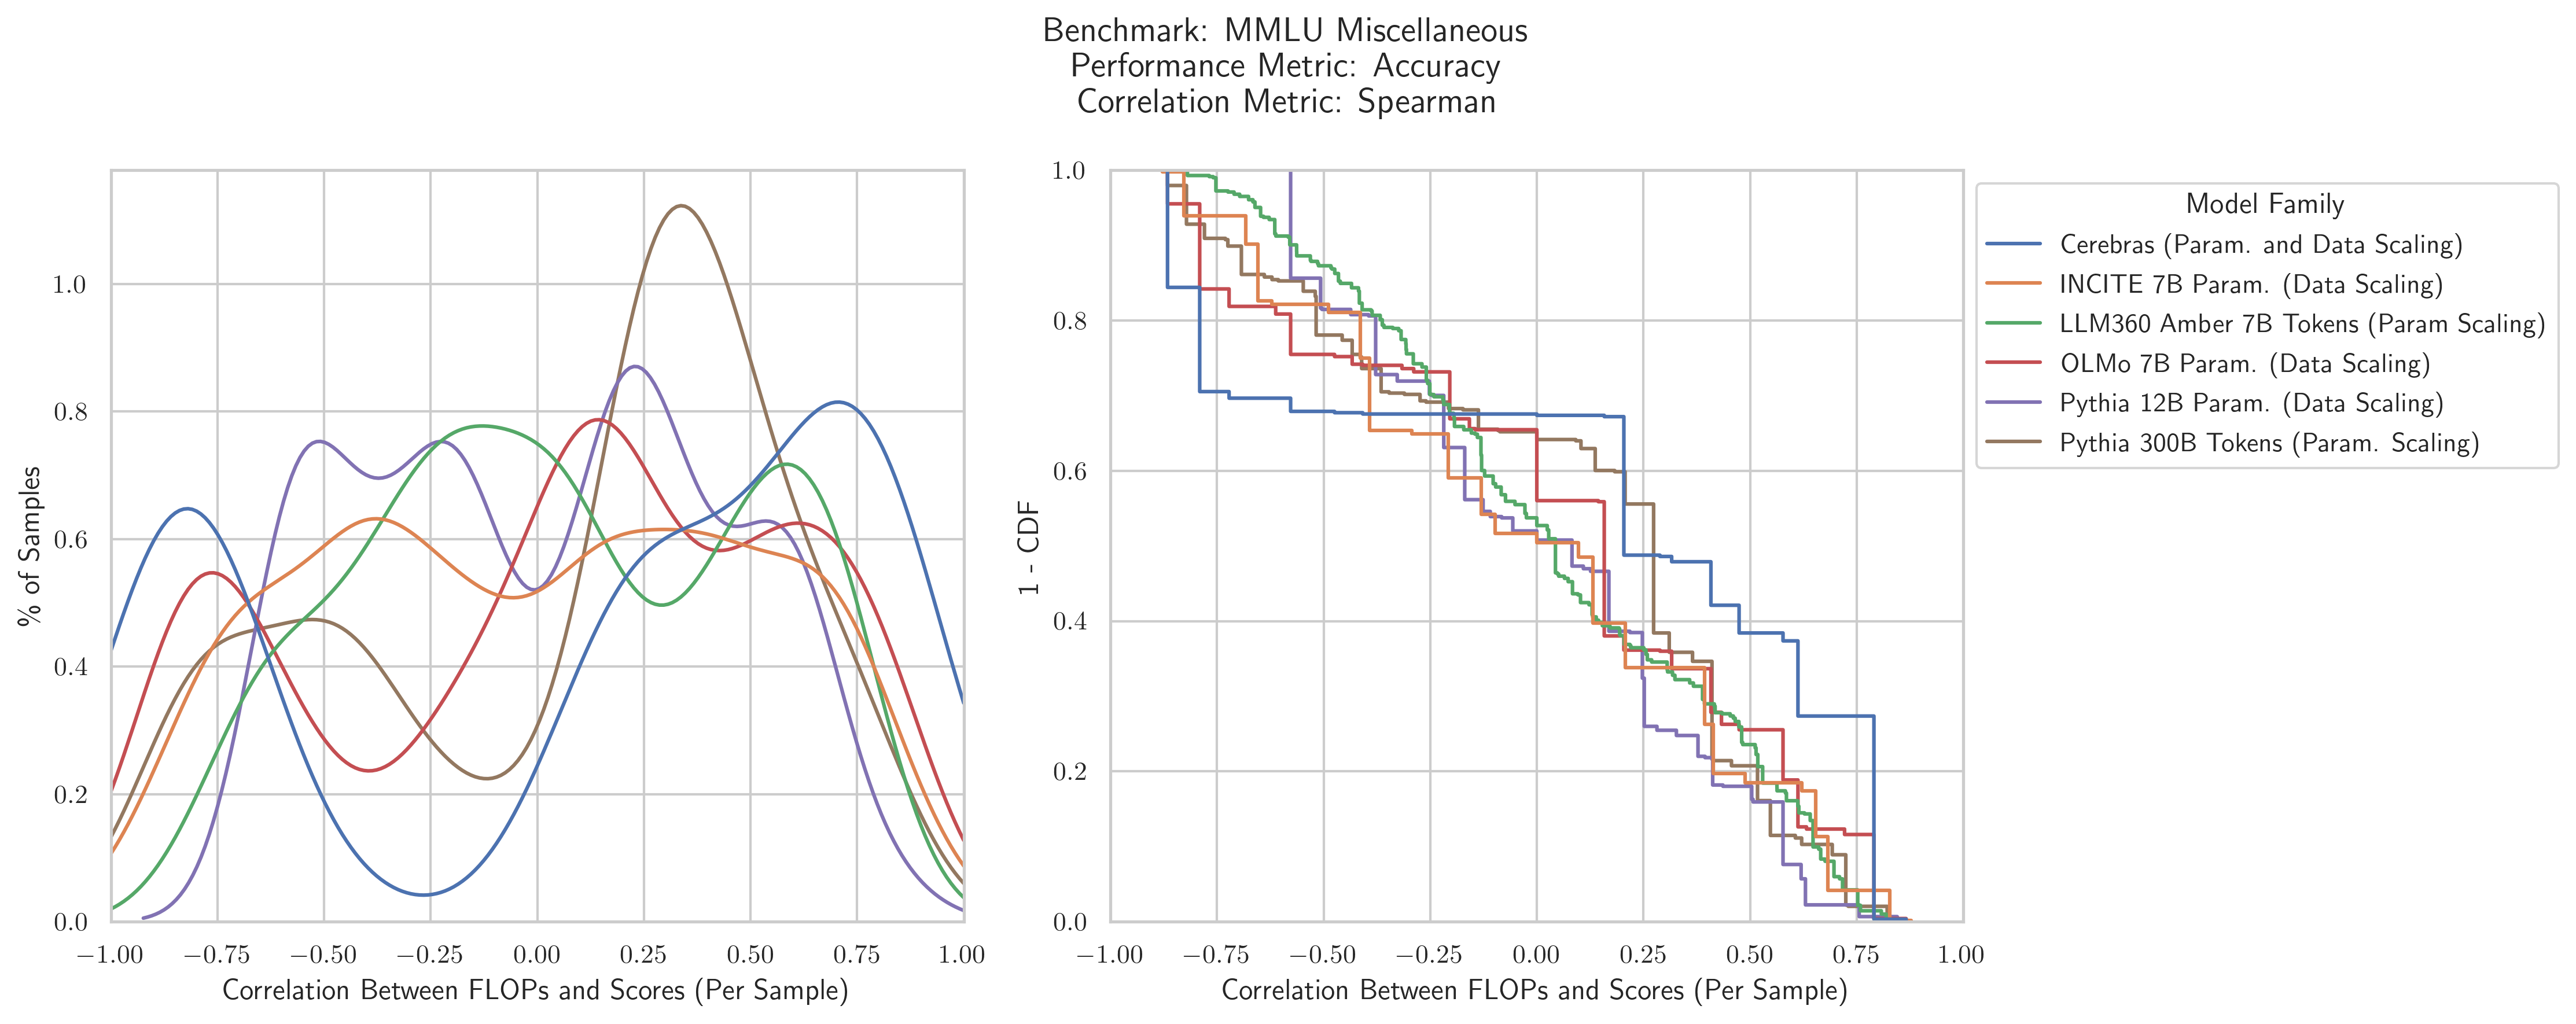 Benchmark: MMLU Miscellaneous
Performance Metric: Accuracy
Correlation Metric: Spearman
% of Samples
1.0
0.8
0.6
0.4
0.2
0.0
−1.00 −0.75 −0.50 −0.25 0.00 0.25 0.50 0.75 1.00
Correlation Between FLOPs and Scores (Per Sample)
1 - CDF
1.0
0.8
0.6
0.4
0.2
0.0
−1.00 −0.75 −0.50 −0.25 0.00 0.25 0.50 0.75 1.00
Correlation Between FLOPs and Scores (Per Sample)
Model Family
Cerebras (Param. and Data Scaling)
INCITE 7B Param. (Data Scaling)
LLM360 Amber 7B Tokens (Param Scaling)
OLMo 7B Param. (Data Scaling)
Pythia 12B Param. (Data Scaling)
Pythia 300B Tokens (Param. Scaling)